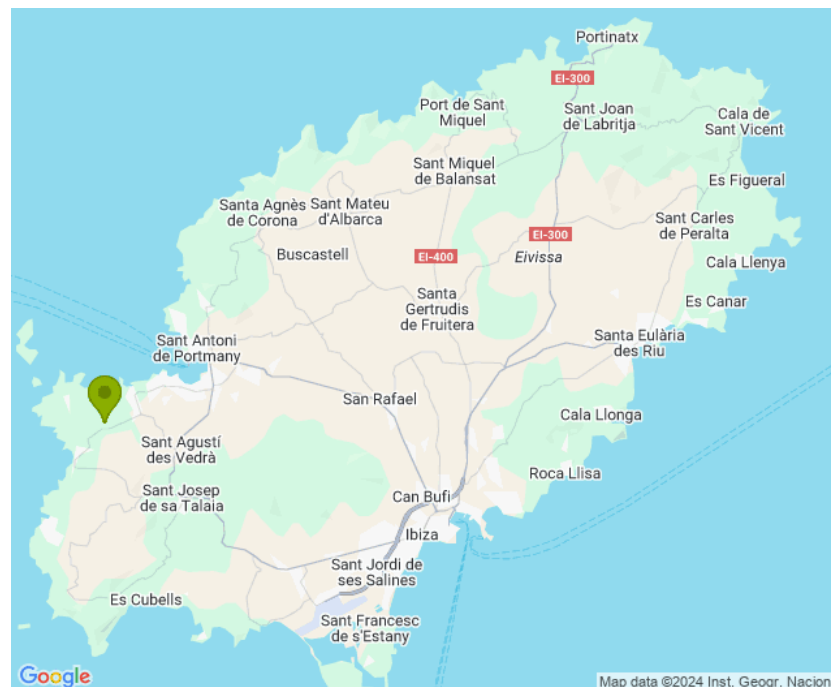 Portinatx
EI-300
Port de Sant
Miquel
Sant Joan
de Labritja
Cala de
Sant Vicent
Sant Miquel
de Balansat
Es Figueral
Santa Agnès
de Corona
Sant Mateu
d'Albarca
Sant Carles
de Peralta
EI-300
Buscastell
EI-400
Eivissa
Cala Llenya
Santa
Gertrudis
de Fruitera
Es Canar
Sant Antoni
de Portmany
Santa Eulària
des Riu
San Rafael
Cala Llonga
Sant Agustí
des Vedrà
Roca Llisa
Sant Josep
de sa Talaia
Can Bufi
Ibiza
Sant Jordi de
ses Salines
Es Cubells
Sant Francesc
de s'Estany
Google
Map data ©2024 Inst. Geogr. Nacion